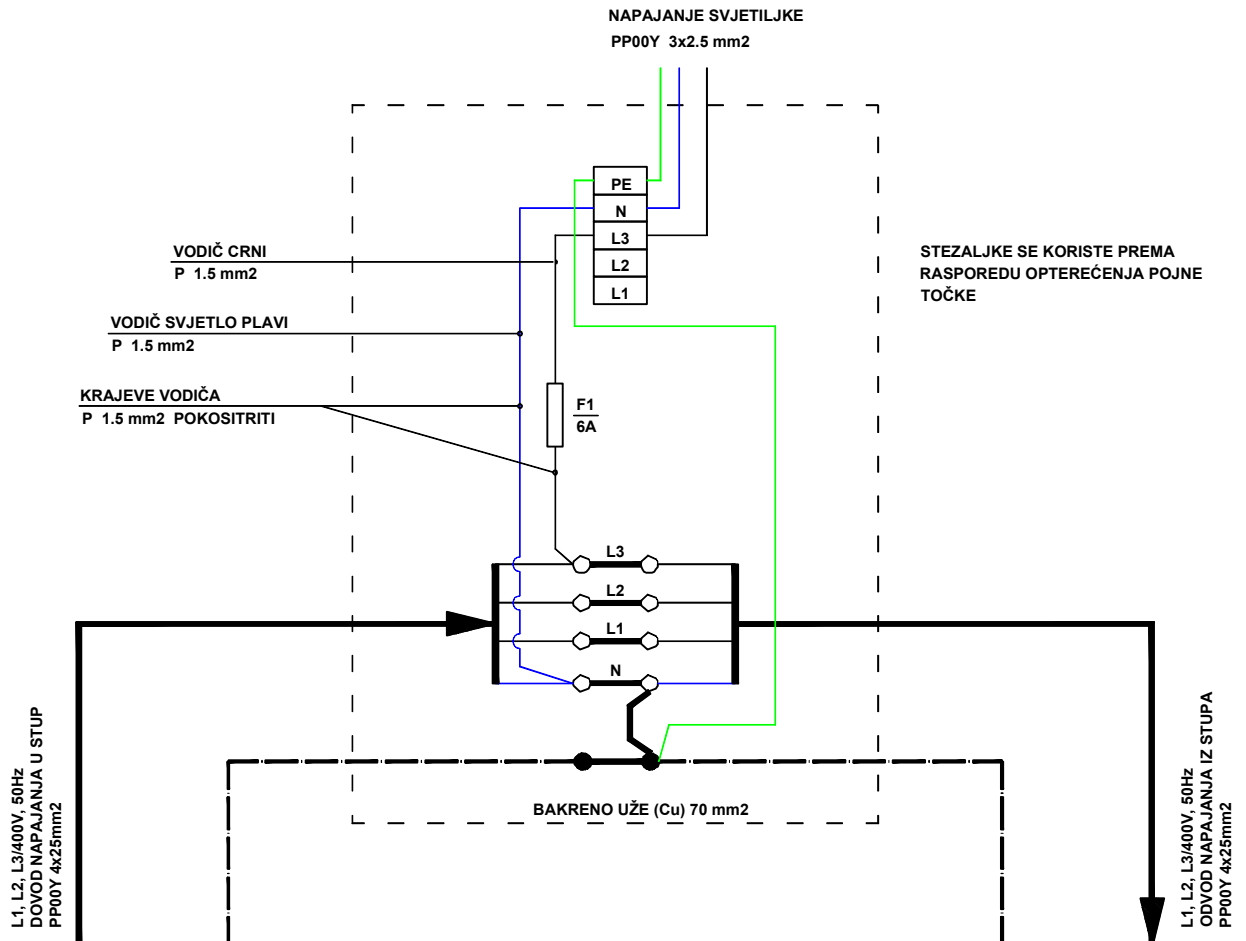 NAPAJANJE SVJETILJKE
PP00Y 3x2.5 mm2
PE
N
L3
L2
L1
VODIČ CRNI
P 1.5 mm2
STEZALJKE SE KORISTE PREMA
RASPOREDU OPTEREĆENJA POJNE
TOČKE
VODIČ SVJETLO PLAVI
P 1.5 mm2
KRAJEVE VODIČA
P 1.5 mm2 POKOSITRITI
F1
6A
L3
L2
L1
N
BAKRENO UŽE (Cu) 70 mm2
L1, L2, L3/400V, 50Hz
DOVOD NAPAJANJA U STUP
PP00Y 4x25mm2
L1, L2, L3/400V, 50Hz
ODVOD NAPAJANJA IZ STUPA
PP00Y 4x25mm2